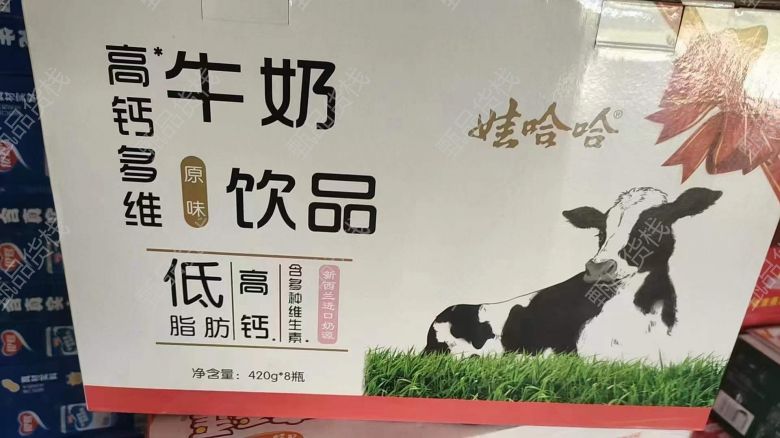 高钙多维*
牛奶
饮品
原味
娃哈哈®
低脂肪
高钙
含多种维生素
新西兰进口奶源
净含量：420g*8瓶